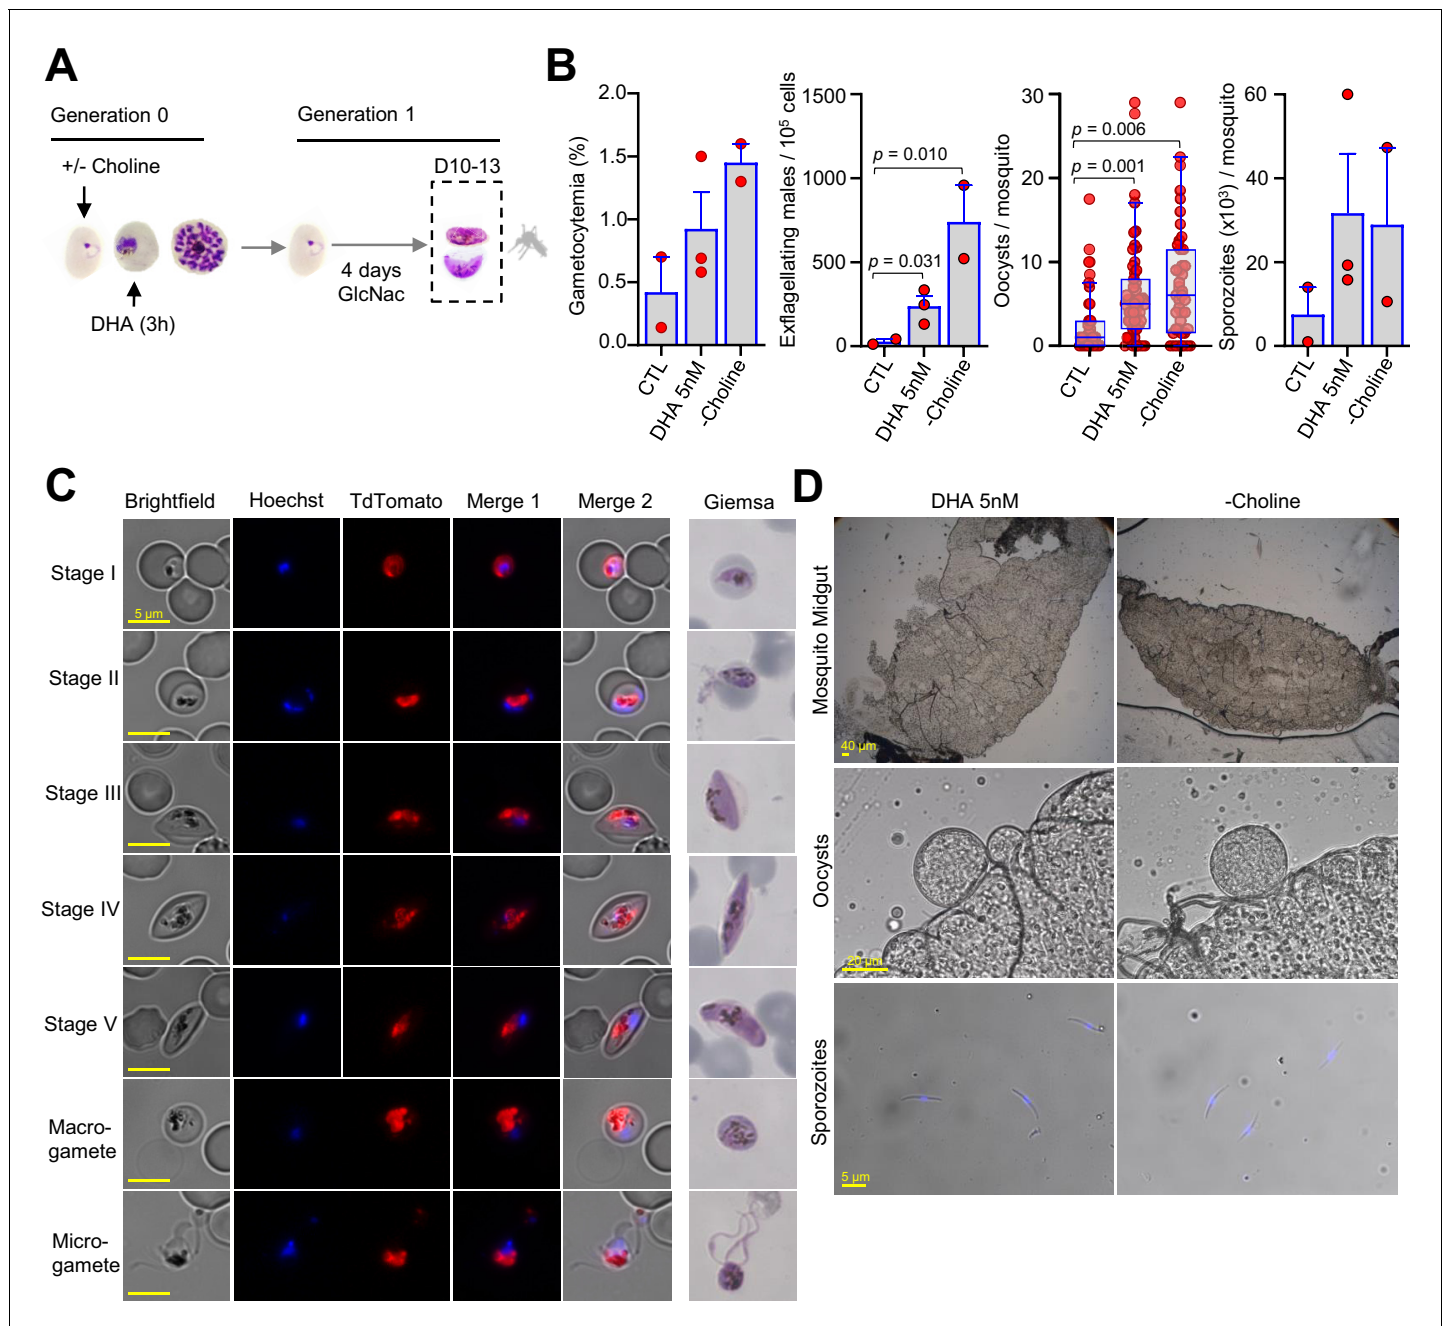 A
Generation 0
Generation 1
+/- Choline
D10-13
4 days
GlcNac
DHA (3h)
B
Gametocytemia (%)
2.0
1.5
1.0
0.5
0.0
CTL
DHA 5nM
-Choline
Exflagellating males / 10⁵ cells
1500
1000
500
0
p = 0.010
p = 0.031
CTL
DHA 5nM
-Choline
Oocysts / mosquito
30
20
10
0
p = 0.006
p = 0.001
CTL
DHA 5nM
-Choline
Sporozoites (x10³) / mosquito
60
40
20
0
CTL
DHA 5nM
-Choline
C
Brightfield
Hoechst
TdTomato
Merge 1
Merge 2
Giemsa
Stage I
5 µm
Stage II
Stage III
Stage IV
Stage V
Macro-
gamete
Micro-
gamete
D
DHA 5nM
-Choline
Mosquito Midgut
40 µm
Oocysts
20 µm
Sporozoites
5 µm